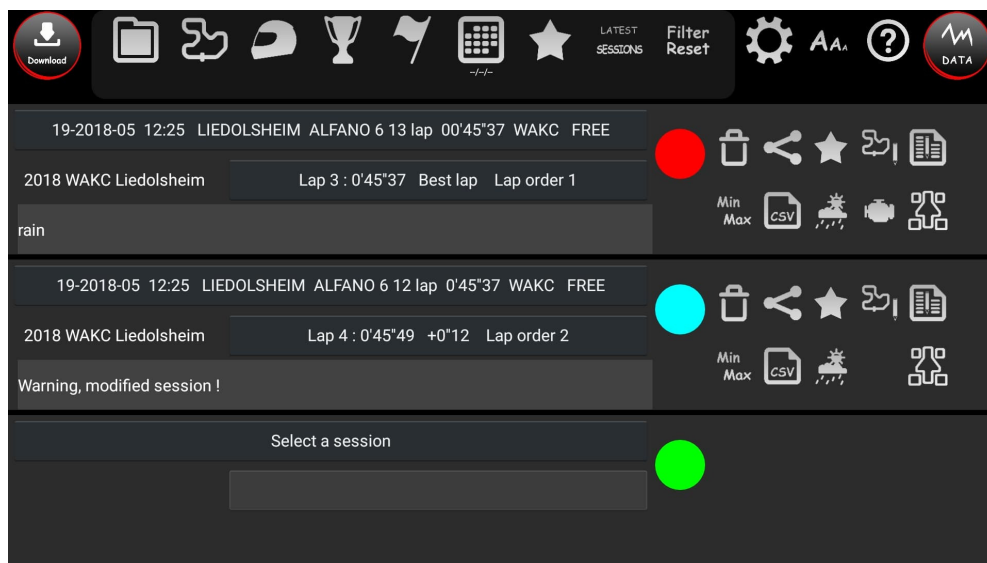 Download
-/-/-
LATEST
SESSIONS
Filter
Reset
AAA
?
DATA
19-2018-05 12:25 LIEDOLSHEIM ALFANO 6 13 lap 00'45"37 WAKC FREE
2018 WAKC Liedolsheim
Lap 3 : 0'45"37 Best lap Lap order 1
rain
Min
Max
CSV
19-2018-05 12:25 LIEDOLSHEIM ALFANO 6 12 lap 0'45"37 WAKC FREE
2018 WAKC Liedolsheim
Lap 4 : 0'45"49 +0"12 Lap order 2
Warning, modified session !
Min
Max
CSV
Select a session